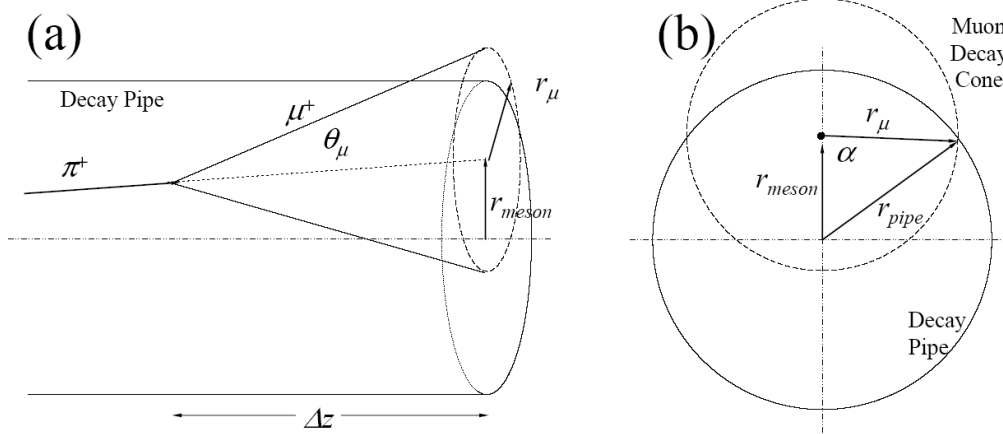 (a)
Decay Pipe
μ+
r_μ
θ_μ
π+
r_meson
Δz
(b)
Muon
Decay
Cone
r_μ
α
r_meson
r_pipe
Decay
Pipe